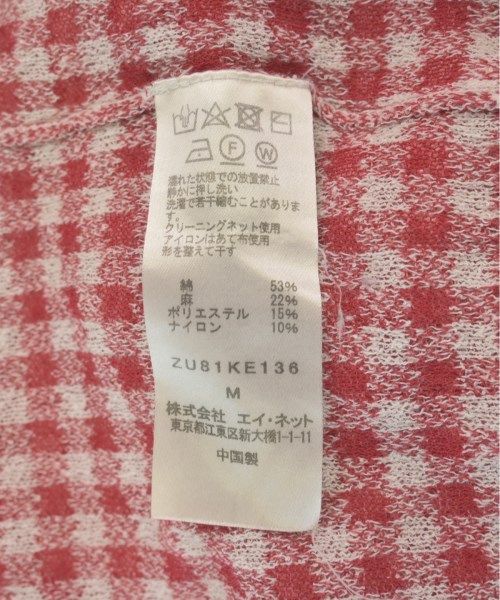 F W
濡れた状態での放置禁止
静かに押し洗い
洗濯で若干縮むことがありま
す。
クリーニングネット使用
アイロンはあて布使用
形を整えて干す
綿 53%
麻 22%
ポリエステル 15%
ナイロン 10%
ZU81KE136
M
株式会社 エイ・ネット
東京都江東区新大橋1-1-11
中国製